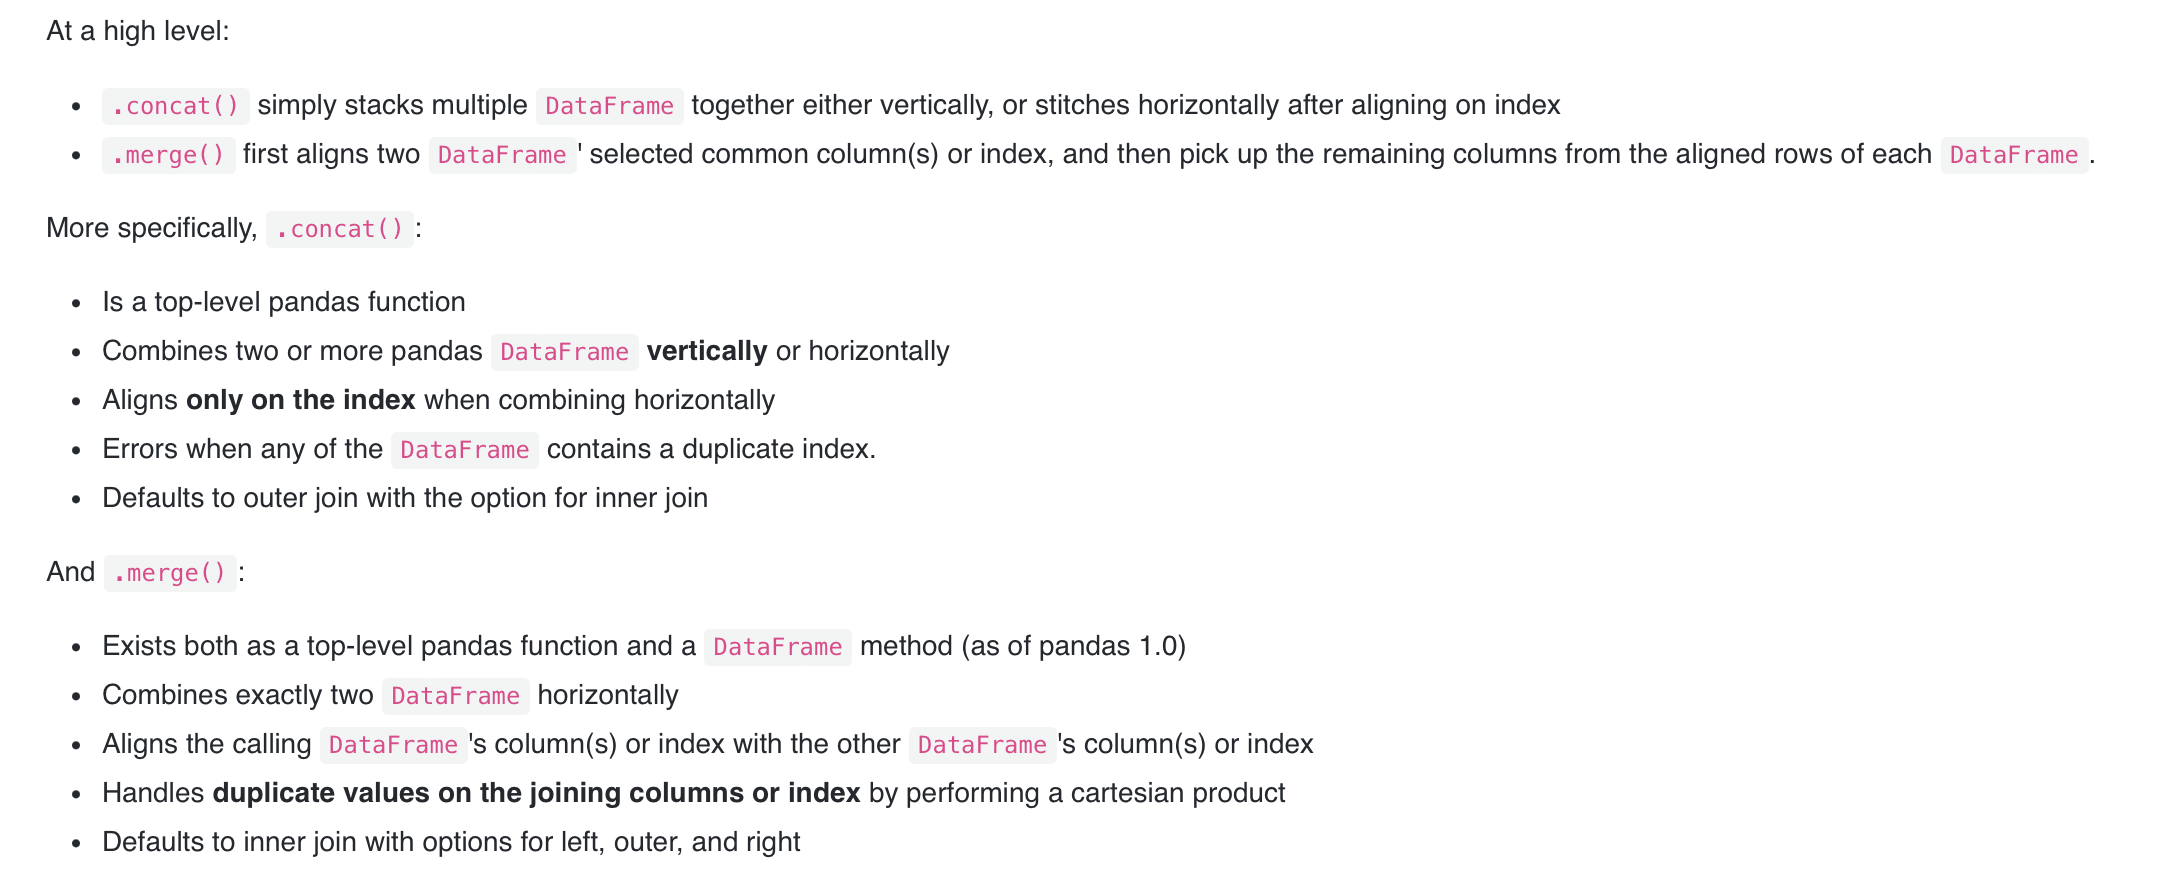 At a high level:
• .concat() simply stacks multiple DataFrame together either vertically, or stitches horizontally after aligning on index
• .merge() first aligns two DataFrame ' selected common column(s) or index, and then pick up the remaining columns from the aligned rows of each DataFrame .
More specifically, .concat() :
• Is a top-level pandas function
• Combines two or more pandas DataFrame vertically or horizontally
• Aligns only on the index when combining horizontally
• Errors when any of the DataFrame contains a duplicate index.
• Defaults to outer join with the option for inner join
And .merge() :
• Exists both as a top-level pandas function and a DataFrame method (as of pandas 1.0)
• Combines exactly two DataFrame horizontally
• Aligns the calling DataFrame 's column(s) or index with the other DataFrame 's column(s) or index
• Handles duplicate values on the joining columns or index by performing a cartesian product
• Defaults to inner join with options for left, outer, and right